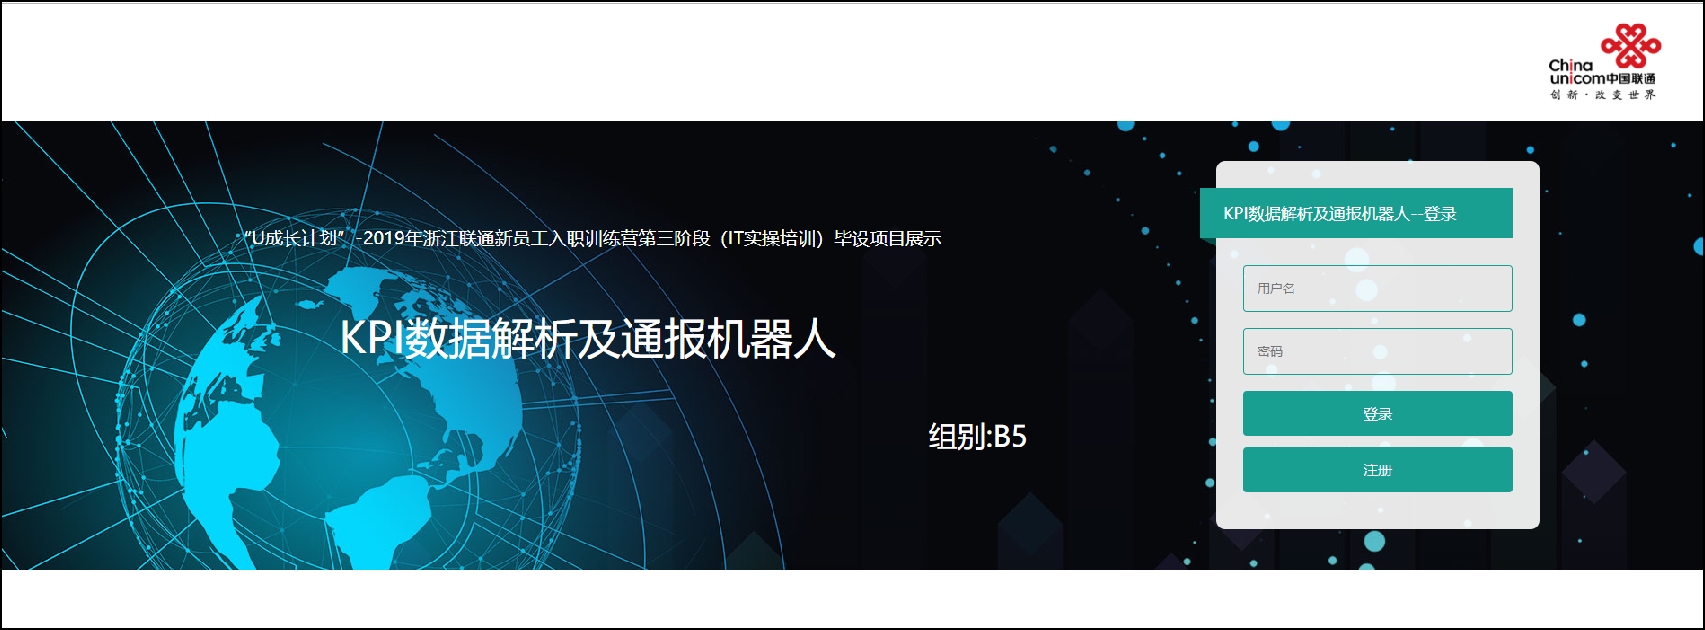 China
unicom中国联通
创新·改变世界
“U成长计划”-2019年浙江联通新员工入职训练营第三阶段（IT实操培训）毕设项目展示
KPI数据解析及通报机器人
组别:B5
KPI数据解析及通报机器人--登录
用户名
密码
登录
注册